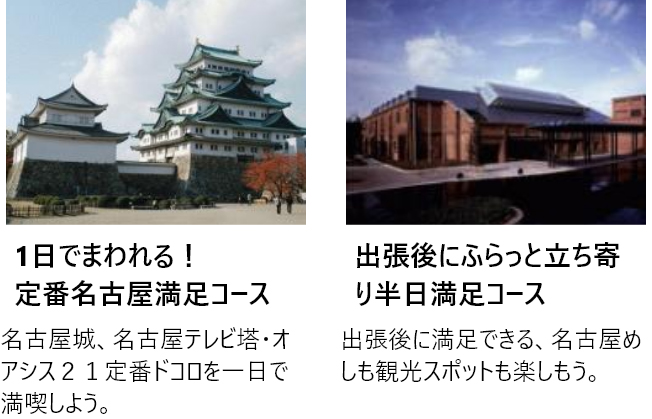 1日でまわれる！
定番名古屋満足コース
名古屋城、名古屋テレビ塔・オ
アシス２１定番ドコロを一日で
満喫しよう。
出張後にふらっと立ち寄
り半日満足コース
出張後に満足できる、名古屋め
しも観光スポットも楽しもう。